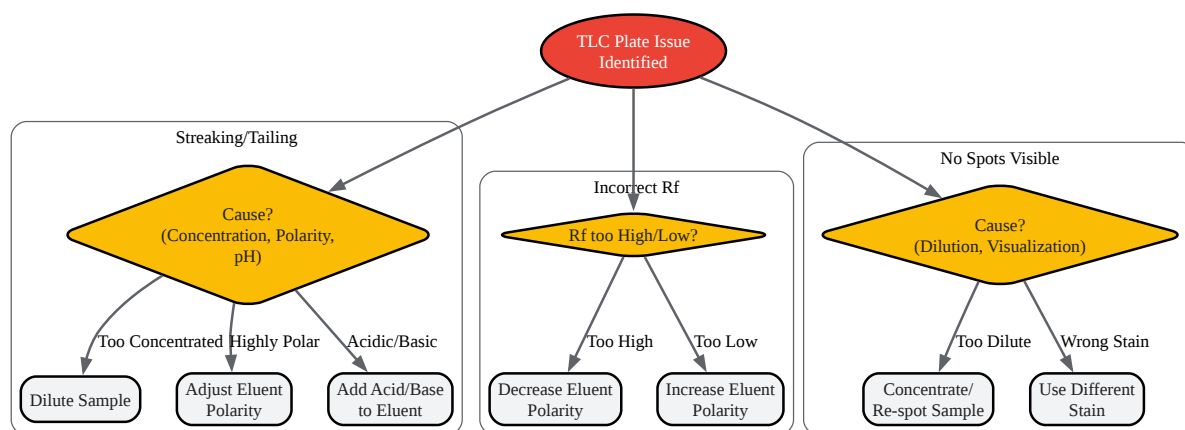 TLC Plate Issue
Identified
Streaking/Tailing
Cause?
(Concentration, Polarity,
pH)
Too Concentrated
Highly Polar
Acidic/Basic
Dilute Sample
Adjust Eluent
Polarity
Add Acid/Base
to Eluent
Incorrect Rf
Rf too High/Low?
Too High
Too Low
Decrease Eluent
Polarity
Increase Eluent
Polarity
No Spots Visible
Cause?
(Dilution, Visualization)
Too Dilute
Wrong Stain
Concentrate/
Re-spot Sample
Use Different
Stain